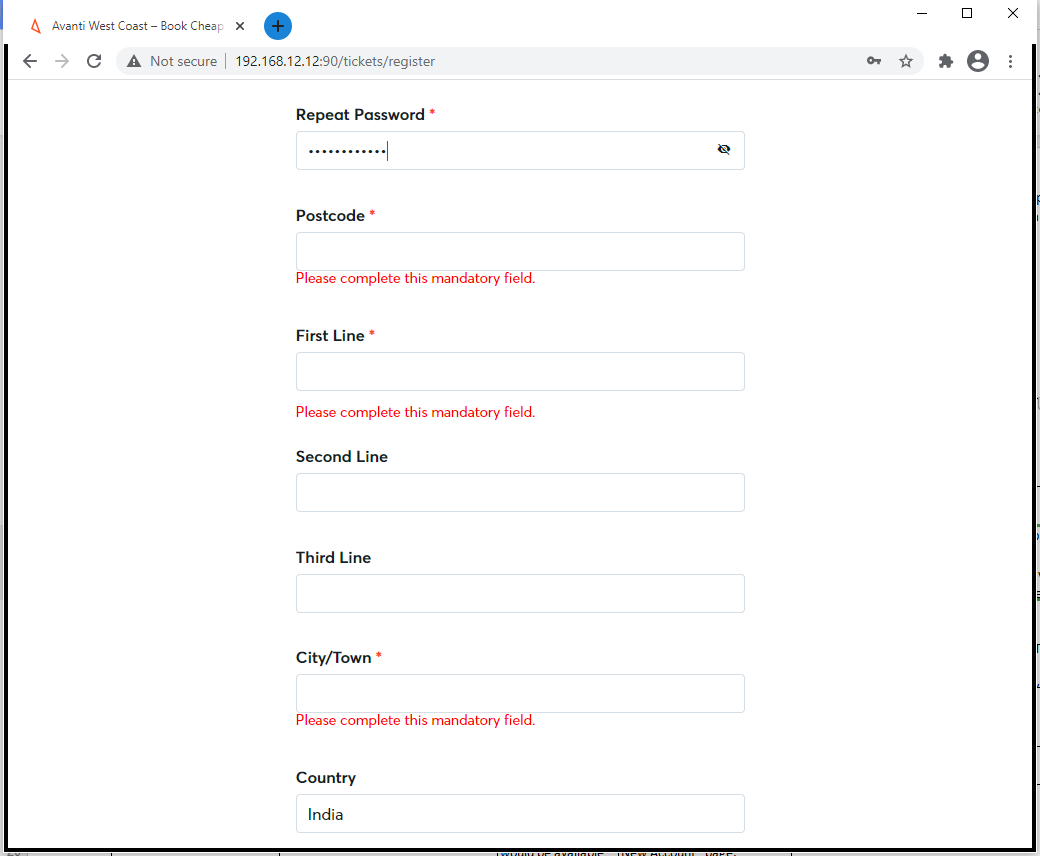 Avanti West Coast – Book Cheap
Not secure
192.168.12.12:90/tickets/register
Repeat Password *
••••••••••••
Postcode *
Please complete this mandatory field.
First Line *
Please complete this mandatory field.
Second Line
Third Line
City/Town *
Please complete this mandatory field.
Country
India